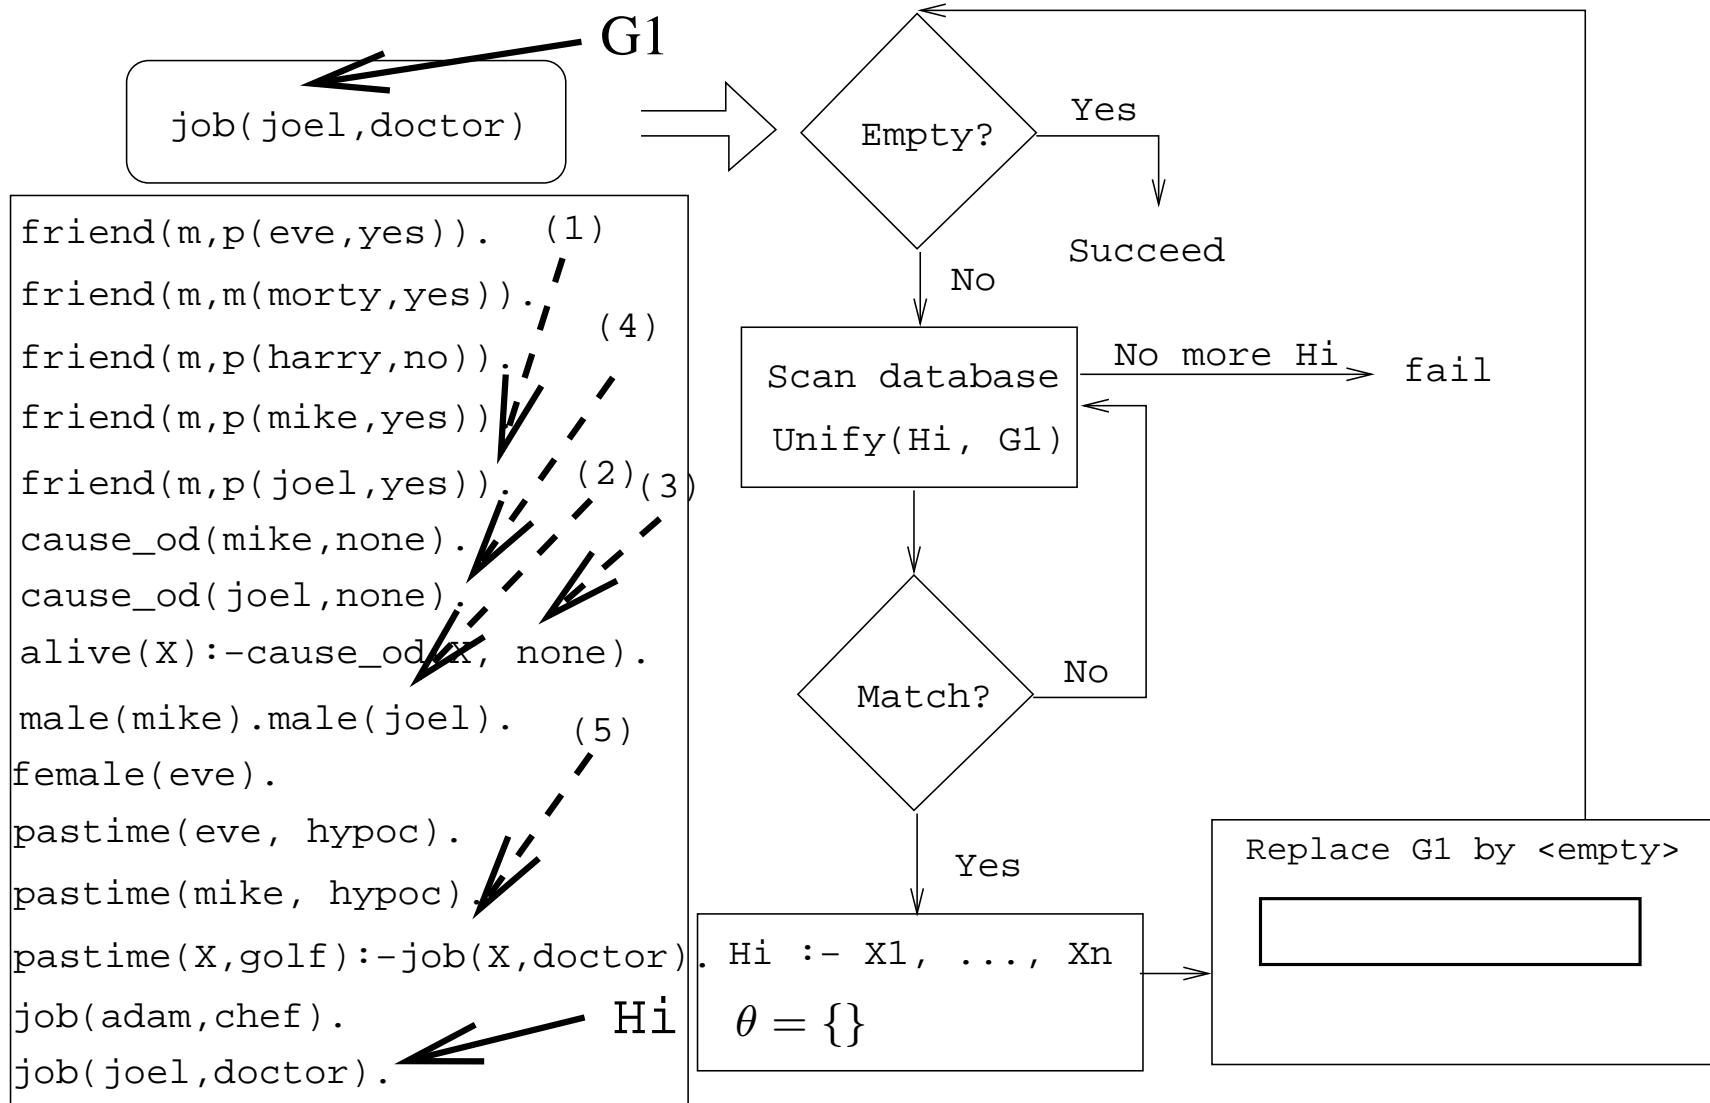 G1
job(joel,doctor)
friend(m,p(eve,yes)). (1)
friend(m,m(morty,yes)).
(4)
friend(m,p(harry,no)).
friend(m,p(mike,yes)).
friend(m,p(joel,yes)). (2) (3)
cause_od(mike,none).
cause_od(joel,none).
alive(X):-cause_od(X, none).
male(mike).male(joel).
(5)
female(eve).
pastime(eve, hypoc).
pastime(mike, hypoc).
pastime(X,golf):-job(X,doctor).
job(adam,chef).
Hi
job(joel,doctor).
Empty?
Yes
Succeed
No
Scan database
Unify(Hi, G1)
No more Hi
fail
Match?
No
Yes
Hi :- X1, ..., Xn
θ = {}
Replace G1 by <empty>